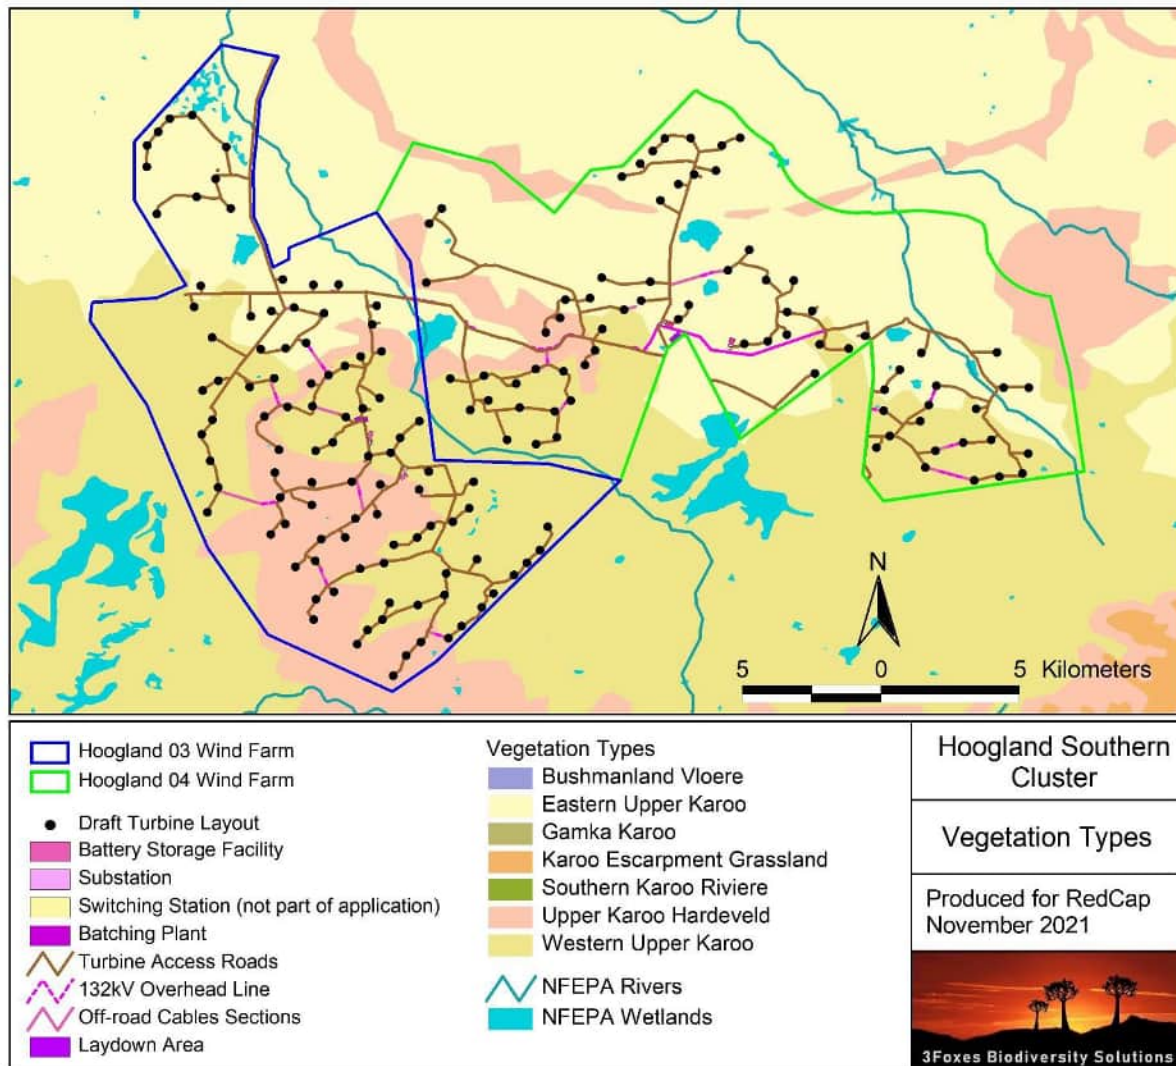 N
5 0 5 Kilometers
Hoogland 03 Wind Farm
Hoogland 04 Wind Farm
Draft Turbine Layout
Battery Storage Facility
Substation
Switching Station (not part of application)
Batching Plant
Turbine Access Roads
132kV Overhead Line
Off-road Cables Sections
Laydown Area
Vegetation Types
Bushmanland Vloere
Eastern Upper Karoo
Gamka Karoo
Karoo Escarpment Grassland
Southern Karoo Riviere
Upper Karoo Hardeveld
Western Upper Karoo
NFEPA Rivers
NFEPA Wetlands
Hoogland Southern
Cluster
Vegetation Types
Produced for RedCap
November 2021
3Foxes Biodiversity Solutions